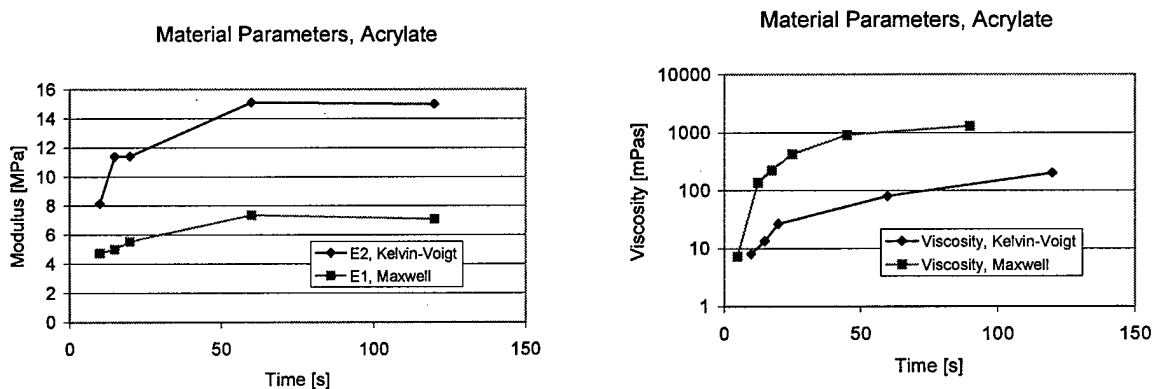 Material Parameters, Acrylate
Modulus [MPa]
16
14
12
10
8
6
4
2
0
E2, Kelvin-Voigt
E1, Maxwell
0
50
100
150
Time [s]
Material Parameters, Acrylate
Viscosity [mPas]
10000
1000
100
10
1
Viscosity, Kelvin-Voigt
Viscosity, Maxwell
0
50
100
150
Time [s]